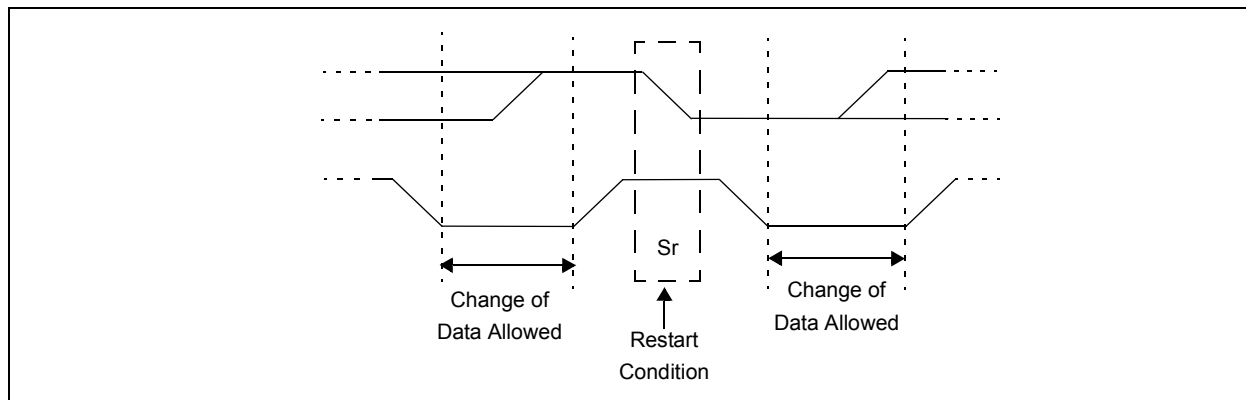 Sr
Change of
Data Allowed
Restart
Condition
Change of
Data Allowed